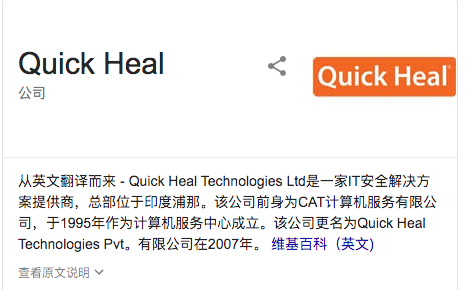 Quick Heal
公司
Quick Heal
从英文翻译而来 - Quick Heal Technologies Ltd是一家IT安全解决方
案提供商，总部位于印度浦那。该公司前身为CAT计算机服务有限公
司，于1995年作为计算机服务中心成立。该公司更名为Quick Heal
Technologies Pvt。有限公司在2007年。 维基百科（英文)
查看原文说明